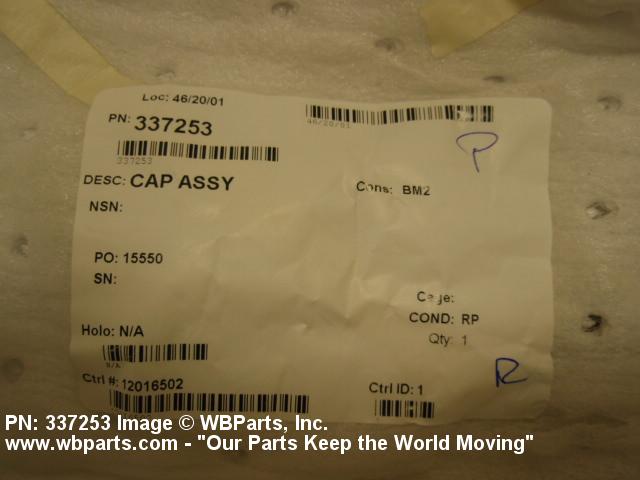 Loc: 46/20/01
46/20/01
PN: 337253
337253
DESC: CAP ASSY
Cons: BM2
NSN:
PO: 15550
SN:
Cage:
COND: RP
Holo: N/A
Qty: 1
N/A
R
Ctrl #: 12016502
Ctrl ID: 1
PN: 337253 Image © WBParts, Inc.
www.wbparts.com - "Our Parts Keep the World Moving"